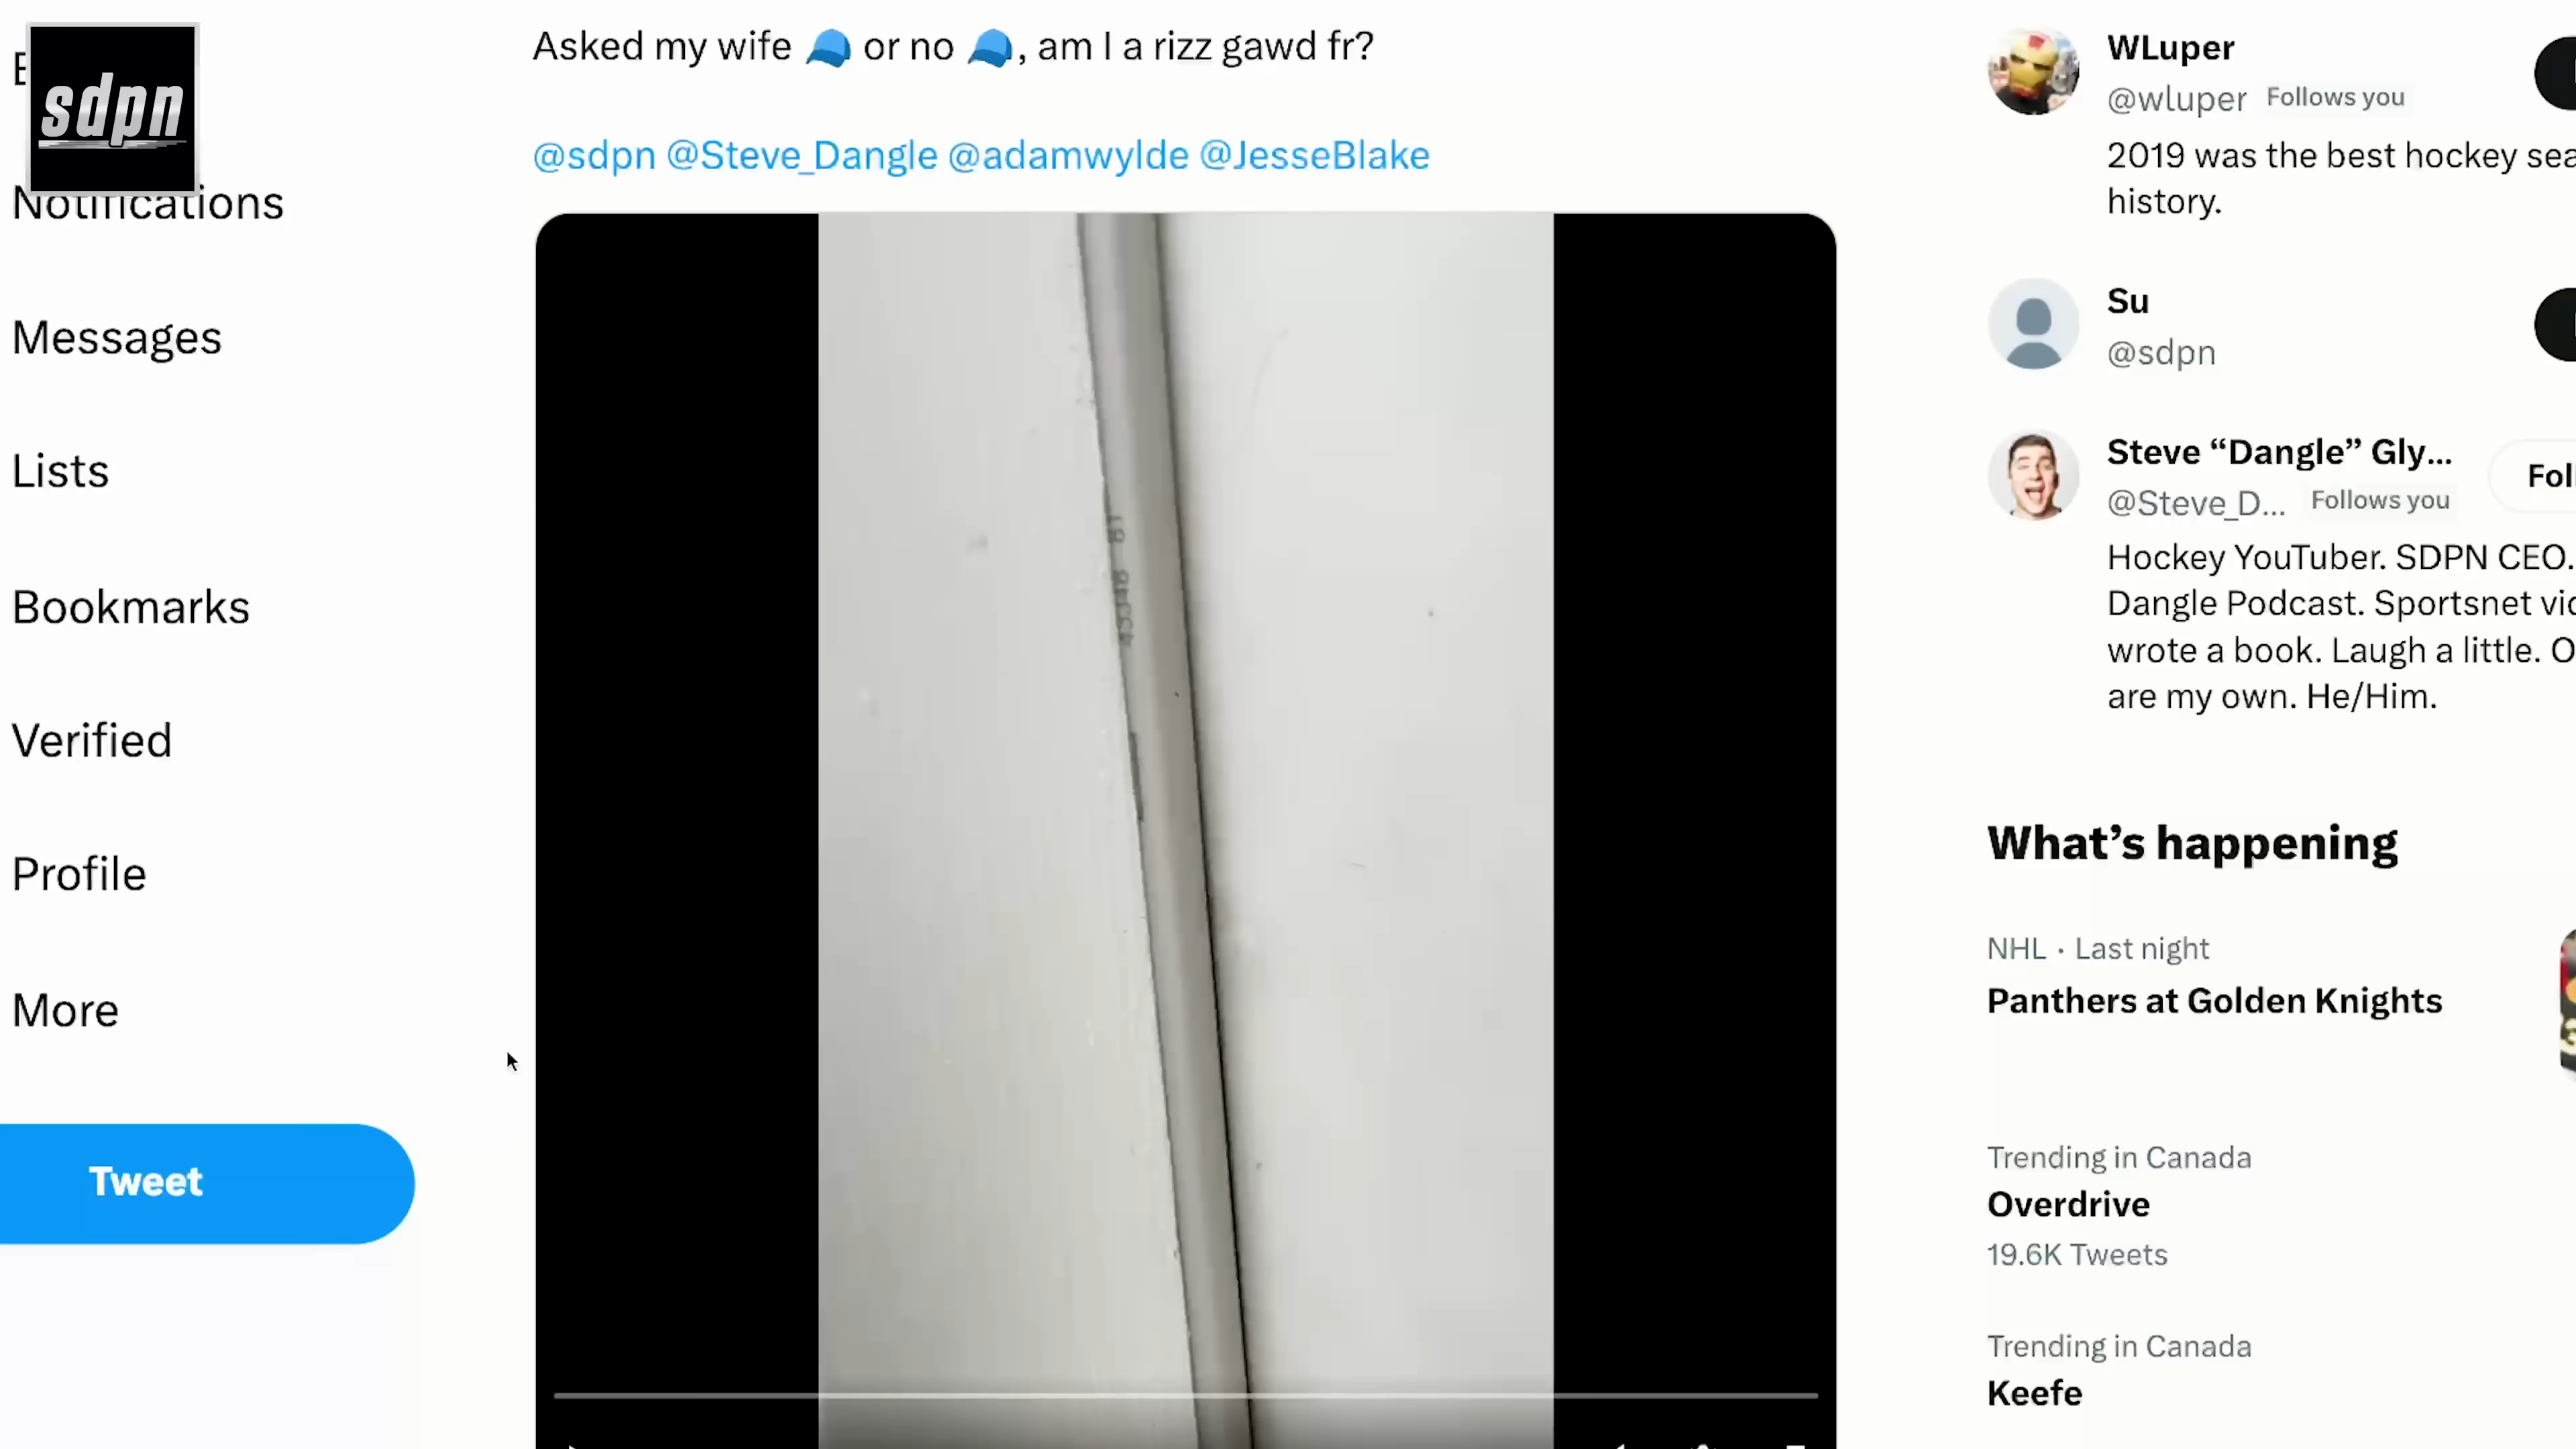 sdpn
Notifications
Messages
Lists
Bookmarks
Verified
Profile
More
Tweet
Asked my wife 🧢 or no 🧢, am I a rizz gawd fr?
@sdpn @Steve_Dangle @adamwylde @JesseBlake
WLuper
@wluper Follows you
2019 was the best hockey sea
history.
Su
@sdpn
Steve “Dangle” Gly...
@Steve_D... Follows you
Fol
Hockey YouTuber. SDPN CEO.
Dangle Podcast. Sportsnet vid
wrote a book. Laugh a little. O
are my own. He/Him.
What’s happening
NHL · Last night
Panthers at Golden Knights
Trending in Canada
Overdrive
19.6K Tweets
Trending in Canada
Keefe